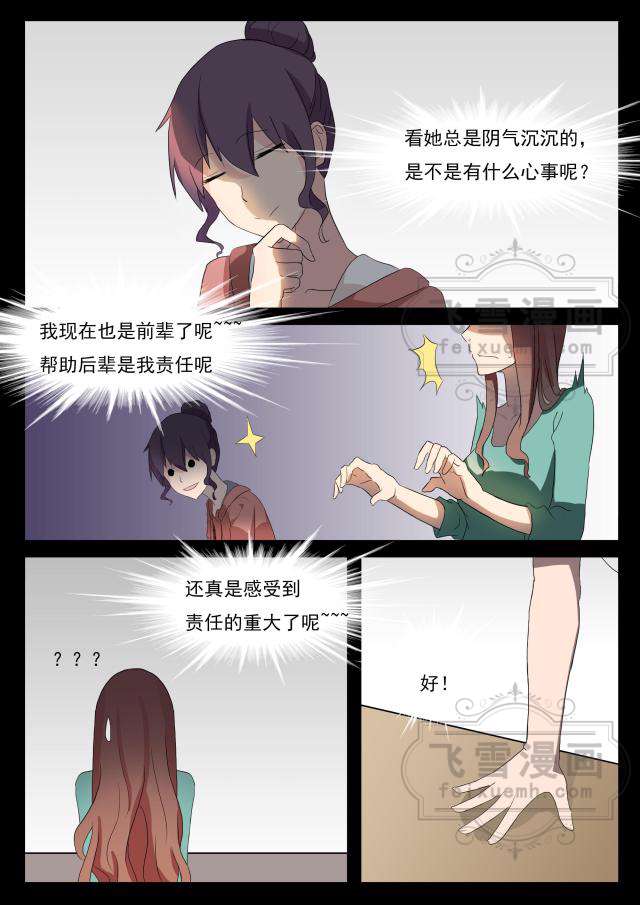 看她总是阴气沉沉的，
是不是有什么心事呢？
飞雪漫画
feixuemh.com
我现在也是前辈了呢~~~
帮助后辈是我责任呢
还真是感受到
责任的重大了呢~~~
？？？
好！
飞雪漫画
feixuemh.com